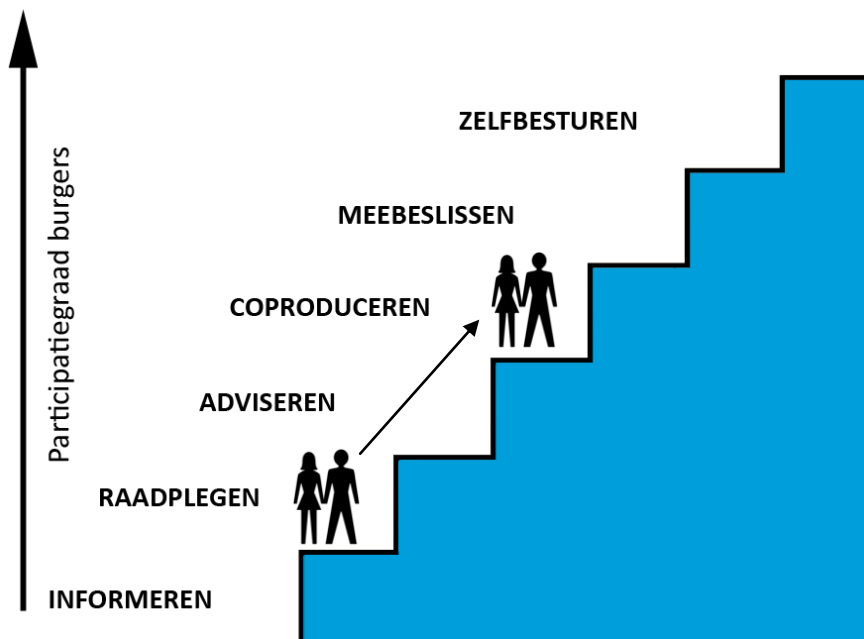 ZELFBESTUREN
MEEBESLISSEN
COPRODUCEREN
ADVISEREN
RAADPLEGEN
INFORMEREN
Participatiegraad burgers